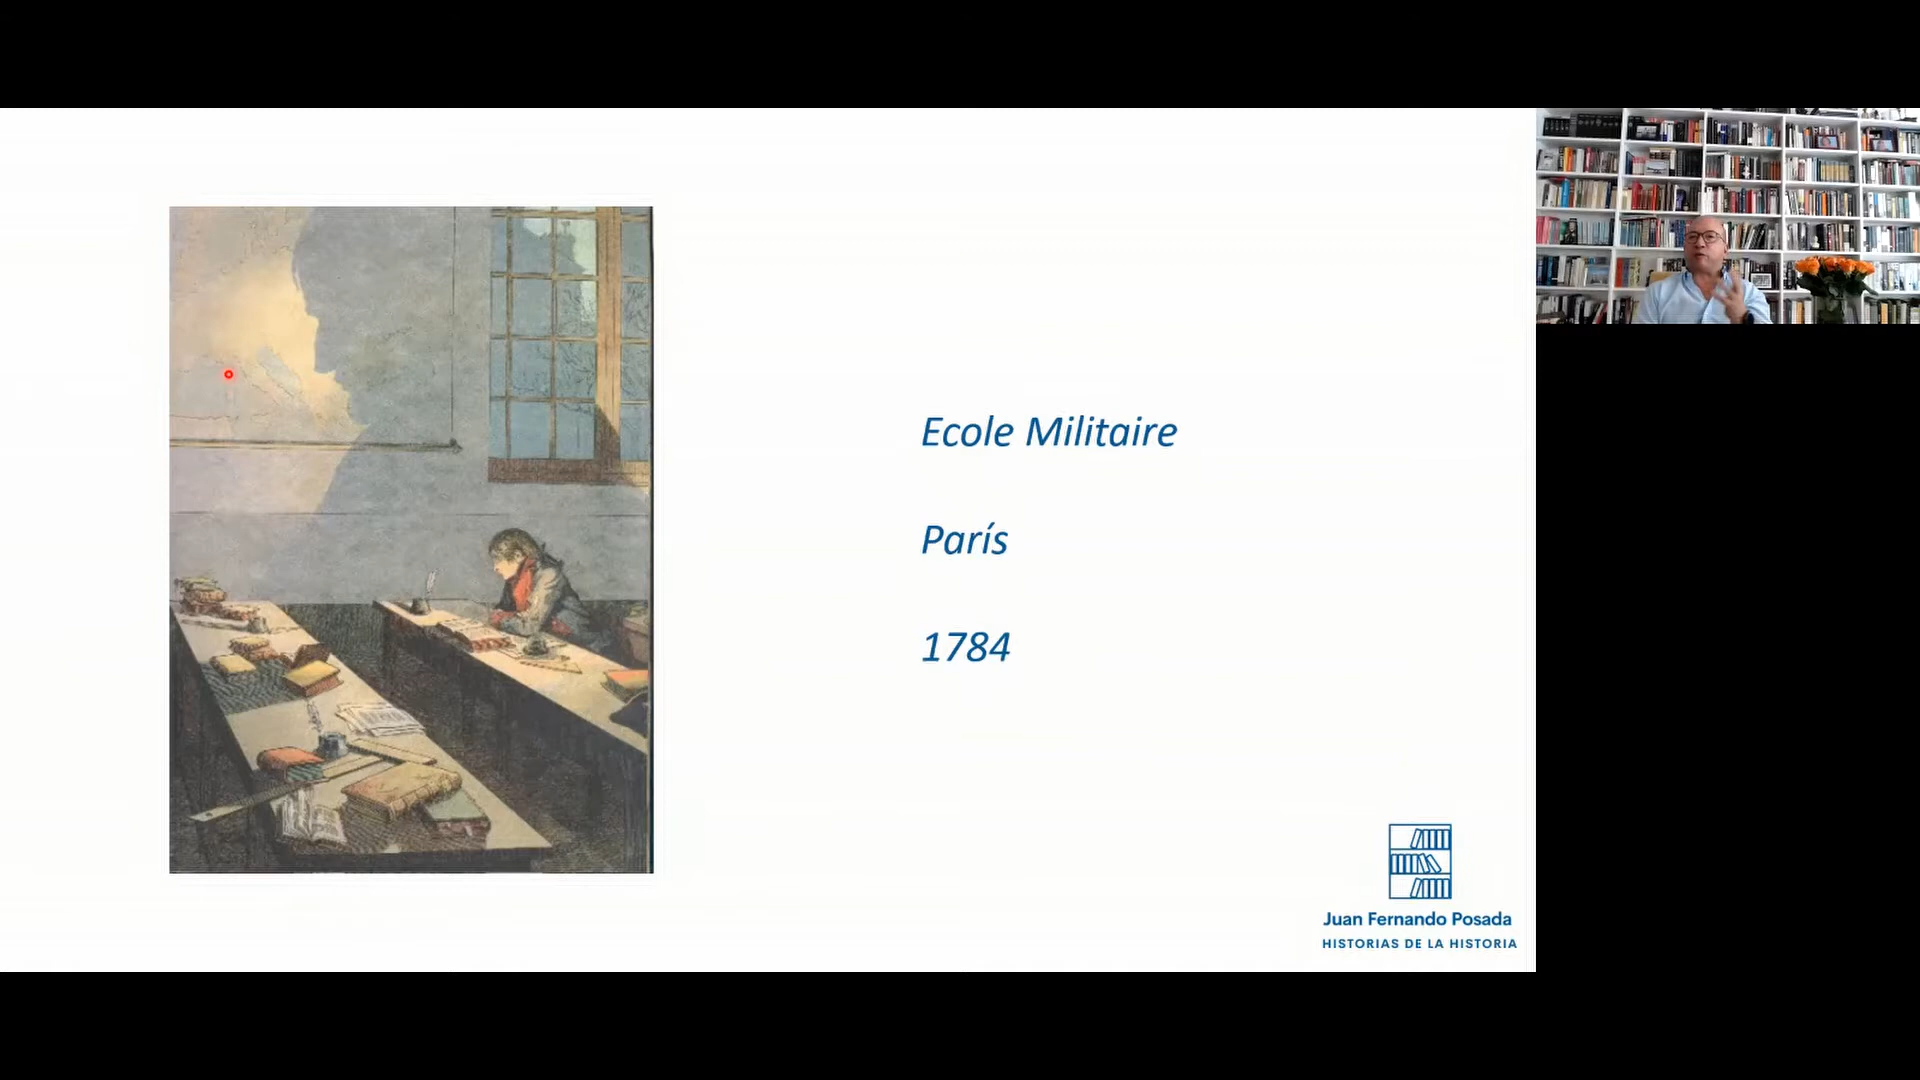 Ecole Militaire
París
1784
Juan Fernando Posada
HISTORIAS DE LA HISTORIA